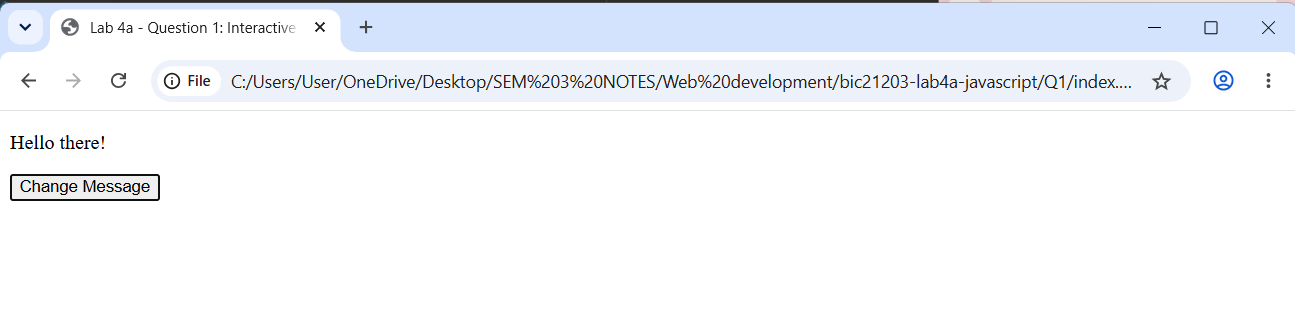 Lab 4a - Question 1: Interactive
File C:/Users/User/OneDrive/Desktop/SEM%203%20NOTES/Web%20development/bic21203-lab4a-javascript/Q1/index....
Hello there!
Change Message